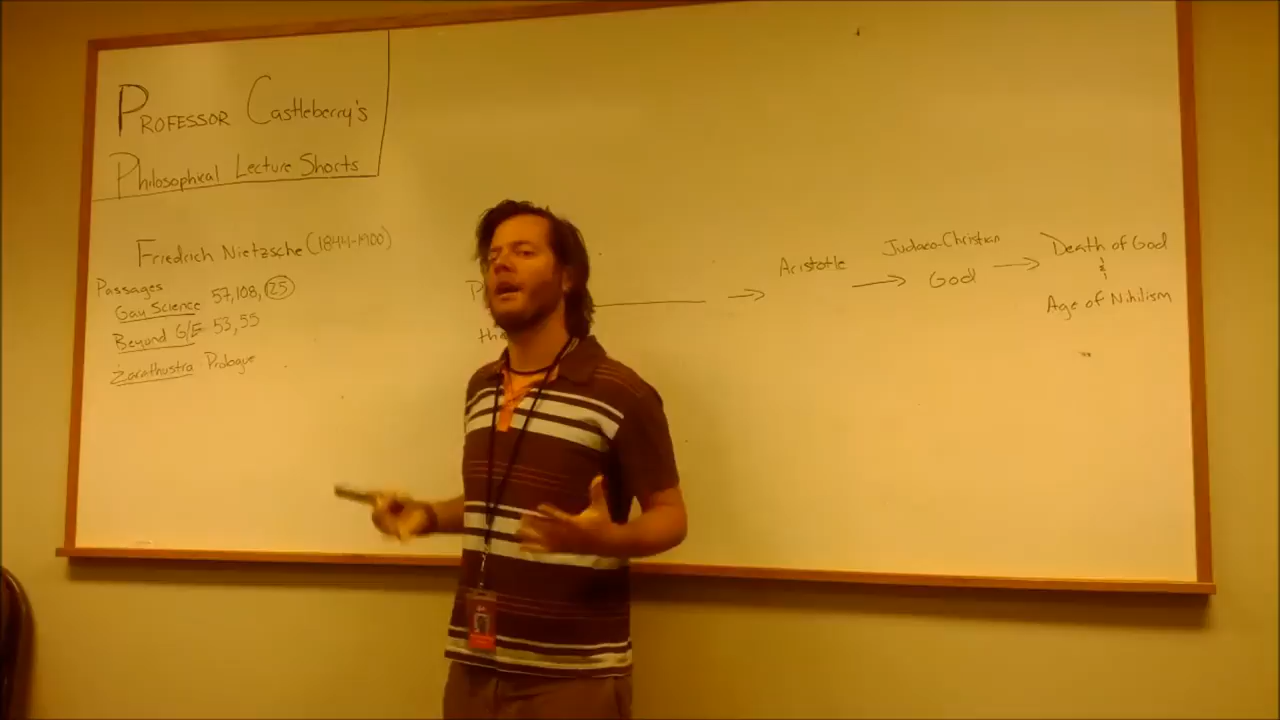 PROFESSOR Castleberry's
Philosophical Lecture Shorts
Friedrich Nietzsche (1844-1900)
Passages
Gay Science 57, 108, 125
Beyond G/E 53, 55
Zarathustra Prologue
Aristotle
Judaeo-Christian
God
Death of God
&
Age of Nihilism